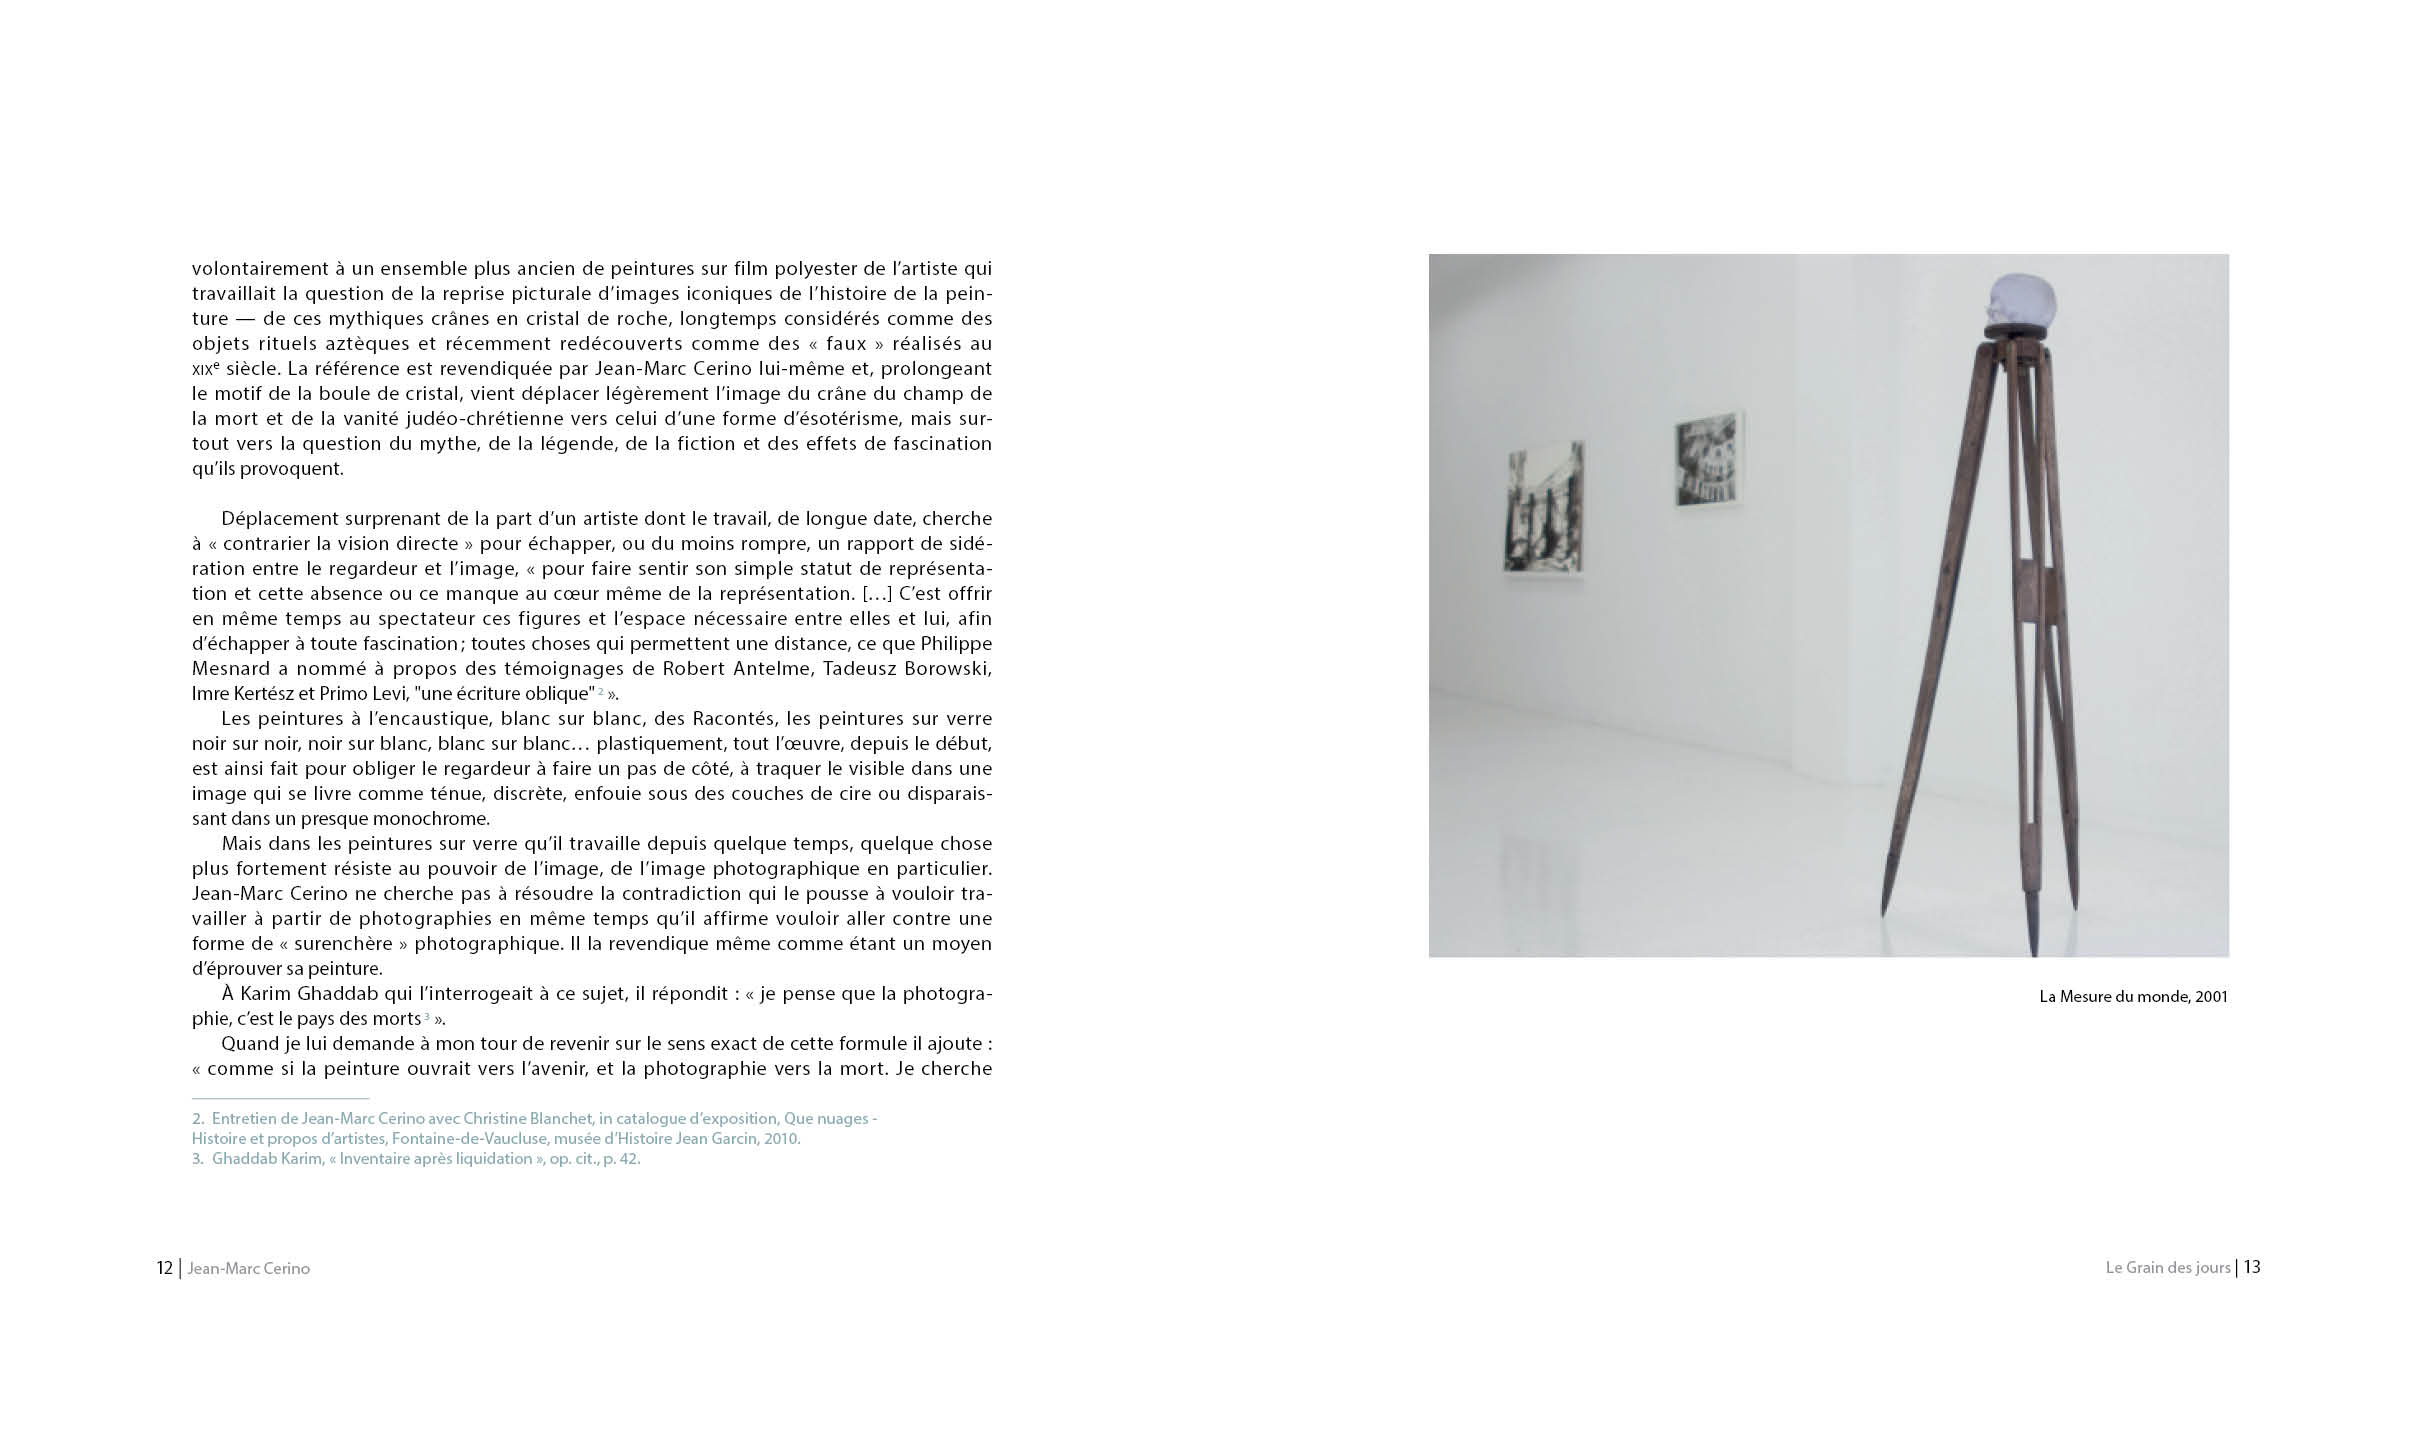 volontairement à un ensemble plus ancien de peintures sur film polyester de l’artiste qui
travaillait la question de la reprise picturale d’images iconiques de l’histoire de la pein-
ture — de ces mythiques crânes en cristal de roche, longtemps considérés comme des
objets rituels aztèques et récemment redécouverts comme des « faux » réalisés au
XIXe siècle. La référence est revendiquée par Jean-Marc Cerino lui-même et, prolongeant
le motif de la boule de cristal, vient déplacer légèrement l’image du crâne du champ de
la mort et de la vanité judéo-chrétienne vers celui d’une forme d’ésotérisme, mais sur-
tout vers la question du mythe, de la légende, de la fiction et des effets de fascination
qu’ils provoquent.
Déplacement surprenant de la part d’un artiste dont le travail, de longue date, cherche
à « contrarier la vision directe » pour échapper, ou du moins rompre, un rapport de sidé-
ration entre le regardeur et l’image, « pour faire sentir son simple statut de représenta-
tion et cette absence ou ce manque au cœur même de la représentation. […] C’est offrir
en même temps au spectateur ces figures et l’espace nécessaire entre elles et lui, afin
d’échapper à toute fascination ; toutes choses qui permettent une distance, ce que Philippe
Mesnard a nommé à propos des témoignages de Robert Antelme, Tadeusz Borowski,
Imre Kertész et Primo Levi, "une écriture oblique" 2 ».
Les peintures à l’encaustique, blanc sur blanc, des Racontés, les peintures sur verre
noir sur noir, noir sur blanc, blanc sur blanc… plastiquement, tout l’œuvre, depuis le début,
est ainsi fait pour obliger le regardeur à faire un pas de côté, à traquer le visible dans une
image qui se livre comme ténue, discrète, enfouie sous des couches de cire ou disparais-
sant dans un presque monochrome.
Mais dans les peintures sur verre qu’il travaille depuis quelque temps, quelque chose
plus fortement résiste au pouvoir de l’image, de l’image photographique en particulier.
Jean-Marc Cerino ne cherche pas à résoudre la contradiction qui le pousse à vouloir tra-
vailler à partir de photographies en même temps qu’il affirme vouloir aller contre une
forme de « surenchère » photographique. Il la revendique même comme étant un moyen
d’éprouver sa peinture.
À Karim Ghaddab qui l’interrogeait à ce sujet, il répondit : « je pense que la photogra-
phie, c’est le pays des morts 3 ».
Quand je lui demande à mon tour de revenir sur le sens exact de cette formule il ajoute :
« comme si la peinture ouvrait vers l’avenir, et la photographie vers la mort. Je cherche
2. Entretien de Jean-Marc Cerino avec Christine Blanchet, in catalogue d’exposition, Que nuages -
Histoire et propos d’artistes, Fontaine-de-Vaucluse, musée d’Histoire Jean Garcin, 2010.
3. Ghaddab Karim, « Inventaire après liquidation », op. cit., p. 42.
12 | Jean-Marc Cerino
La Mesure du monde, 2001
Le Grain des jours | 13